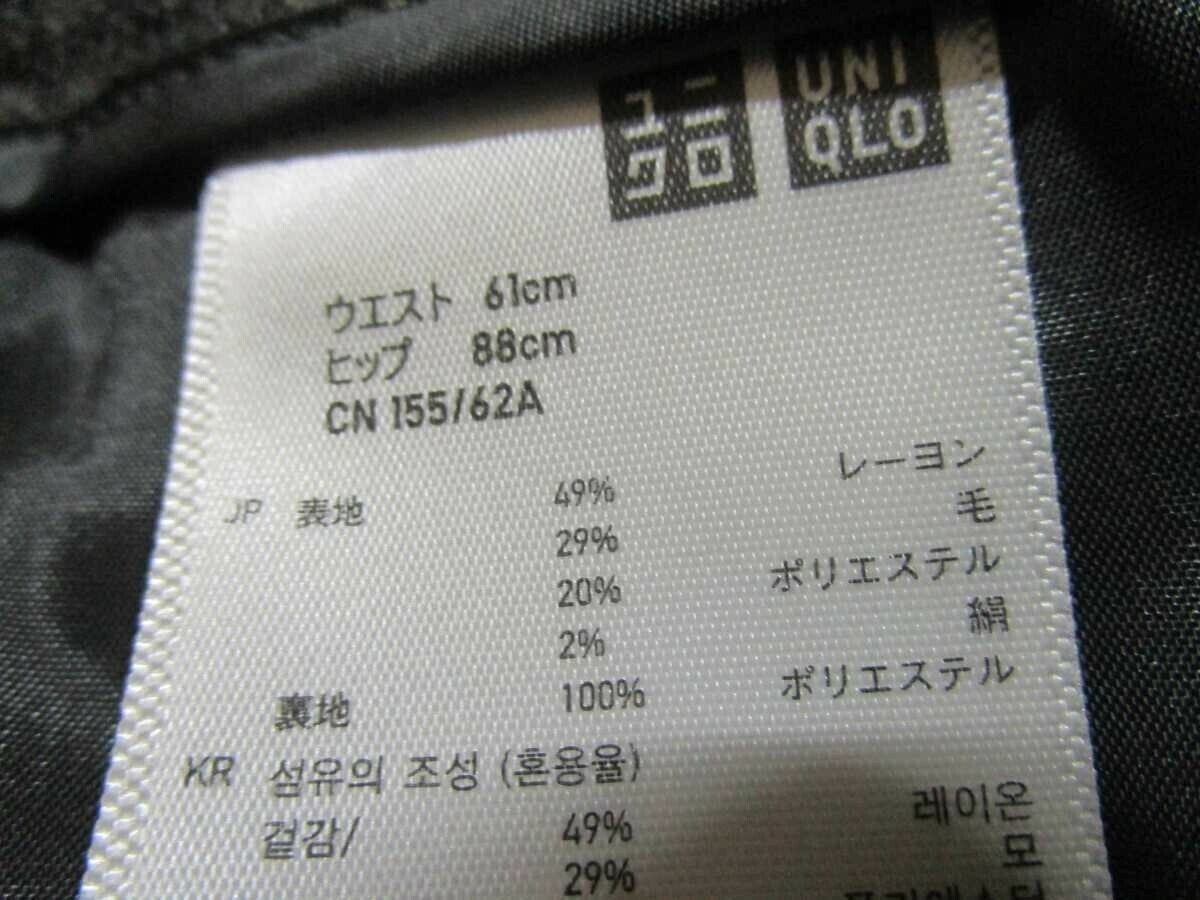 ユニ
クロ
UNI
QLO
ウエスト 61cm
ヒップ 88cm
CN 155/62A
JP 表地 49% レーヨン
29% 毛
20% ポリエステル
2% 絹
裏地 100% ポリエステル
KR 섬유의 조성 (혼용율)
겉감/ 49% 레이온
29% 모